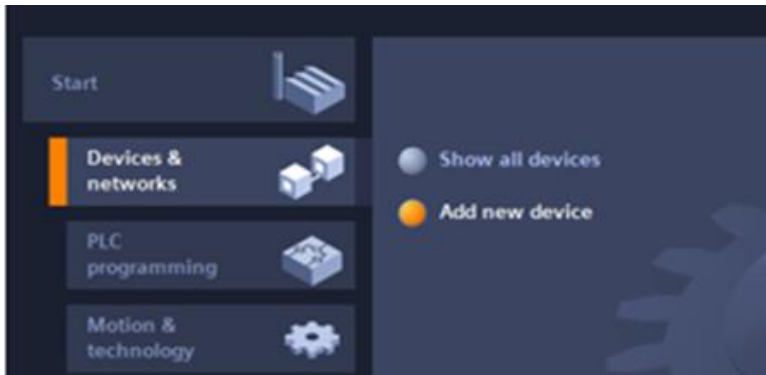 Start
Devices &
networks
Show all devices
Add new device
PLC
programming
Motion &
technology